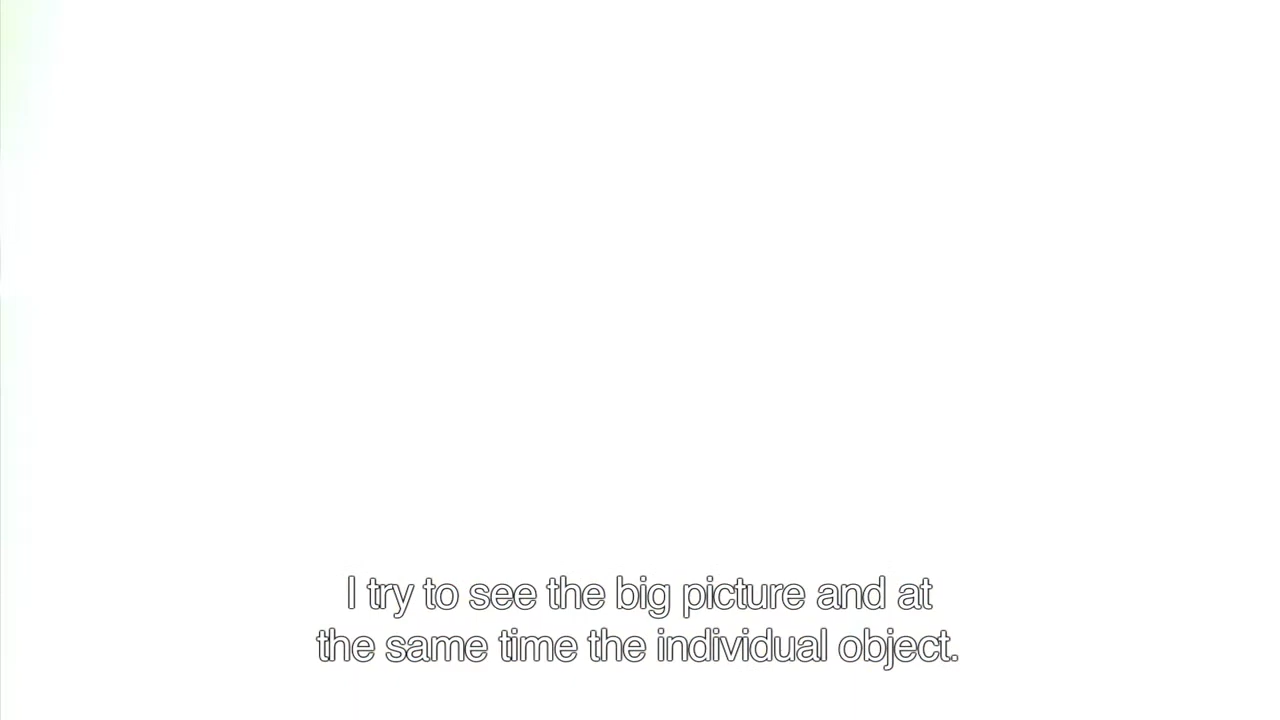 I try to see the big picture and at
the same time the individual object.